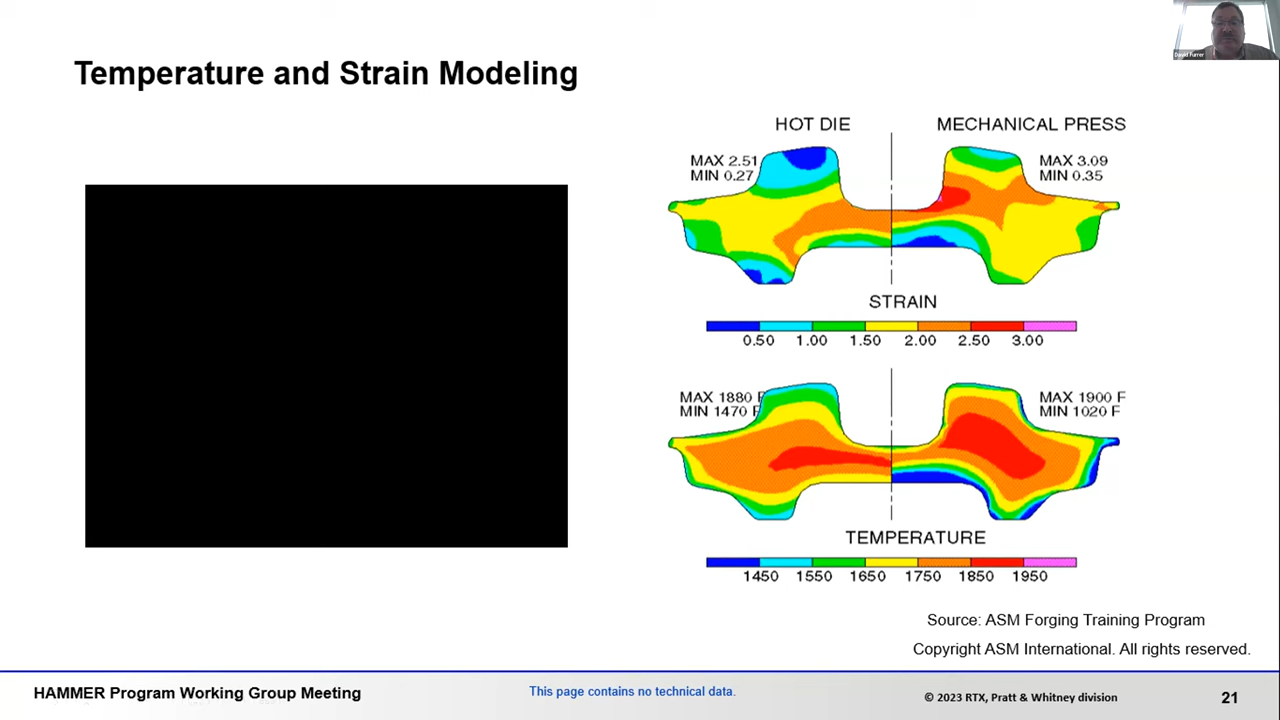 David Furrer
Temperature and Strain Modeling
HOT DIE
MECHANICAL PRESS
MAX 2.51
MIN 0.27
MAX 3.09
MIN 0.35
STRAIN
0.50 1.00 1.50 2.00 2.50 3.00
MAX 1880 F
MIN 1470 F
MAX 1900 F
MIN 1020 F
TEMPERATURE
1450 1550 1650 1750 1850 1950
Source: ASM Forging Training Program
Copyright ASM International. All rights reserved.
HAMMER Program Working Group Meeting
This page contains no technical data.
© 2023 RTX, Pratt & Whitney division
21